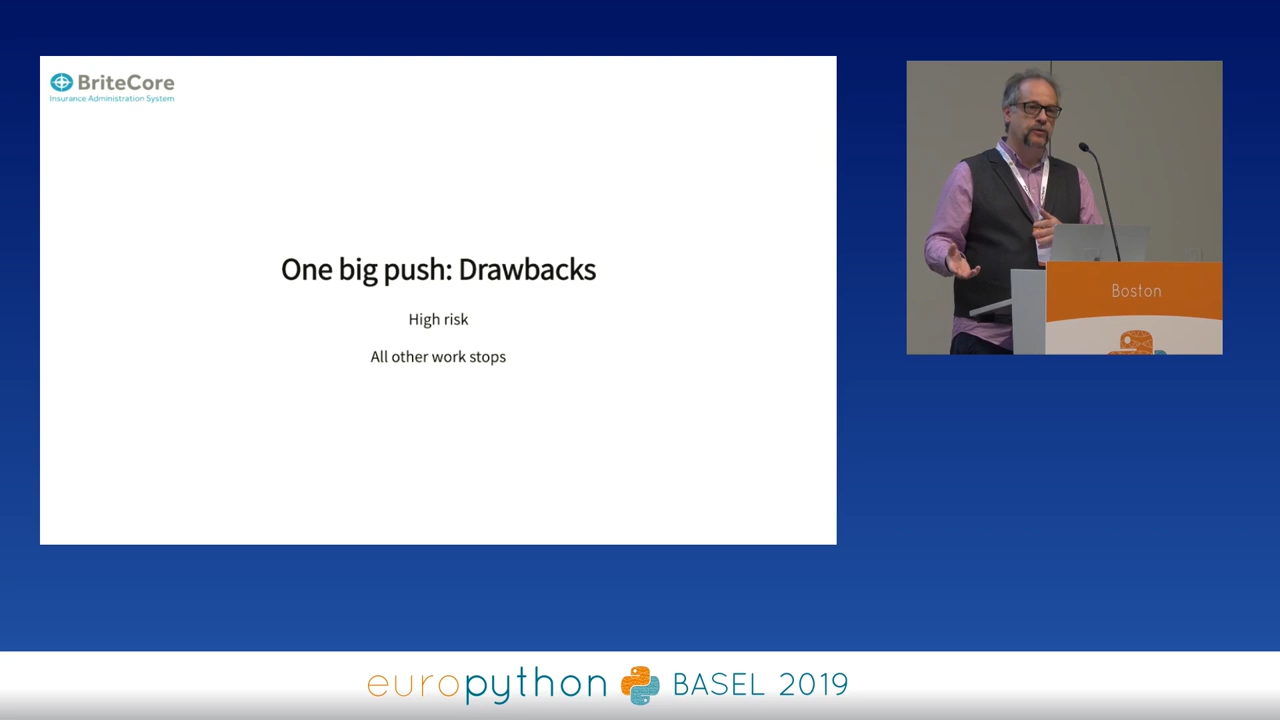 BriteCore
Insurance Administration System
One big push: Drawbacks
High risk
All other work stops
Boston
europython BASEL 2019